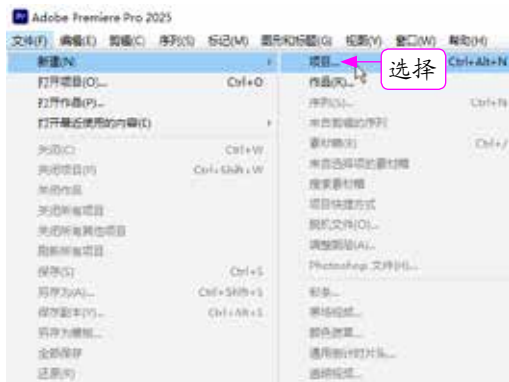 Adobe Premiere Pro 2025
文件(F) 编辑(E) 剪辑(C) 序列(S) 标记(M) 图形和标题(G) 视图(V) 窗口(W) 帮助(H)
新建(N)
打开项目(O)... Ctrl+O
打开作品(P)...
打开最近使用的内容(E)
关闭(C) Ctrl+W
关闭项目(P) Ctrl+Shift+W
关闭作品
关闭所有项目
关闭所有其他项目
刷新所有项目
保存(S) Ctrl+S
另存为(A)... Ctrl+Shift+S
保存副本(Y)... Ctrl+Alt+S
另存为模板...
全部保存
还原(R)
项目... Ctrl+Alt+N
选择
作品(R)...
序列(S)... Ctrl+N
来自剪辑的序列
素材箱(B) Ctrl+/
来自选择项的素材箱
搜索素材箱
项目快捷方式
脱机文件(O)...
调整图层(A)...
Photoshop 文件(H)...
彩条...
黑场视频...
颜色遮罩...
通用倒计时片头...
透明视频...